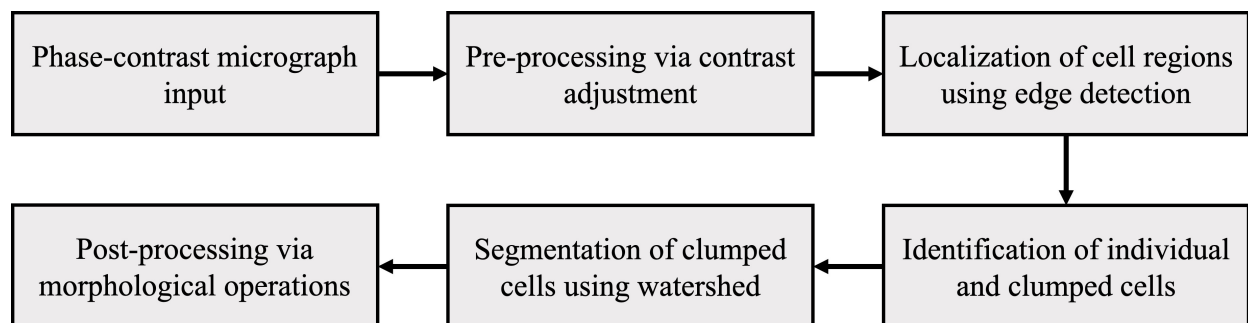 Phase-contrast micrograph
input
Pre-processing via contrast
adjustment
Localization of cell regions
using edge detection
Identification of individual
and clumped cells
Segmentation of clumped
cells using watershed
Post-processing via
morphological operations